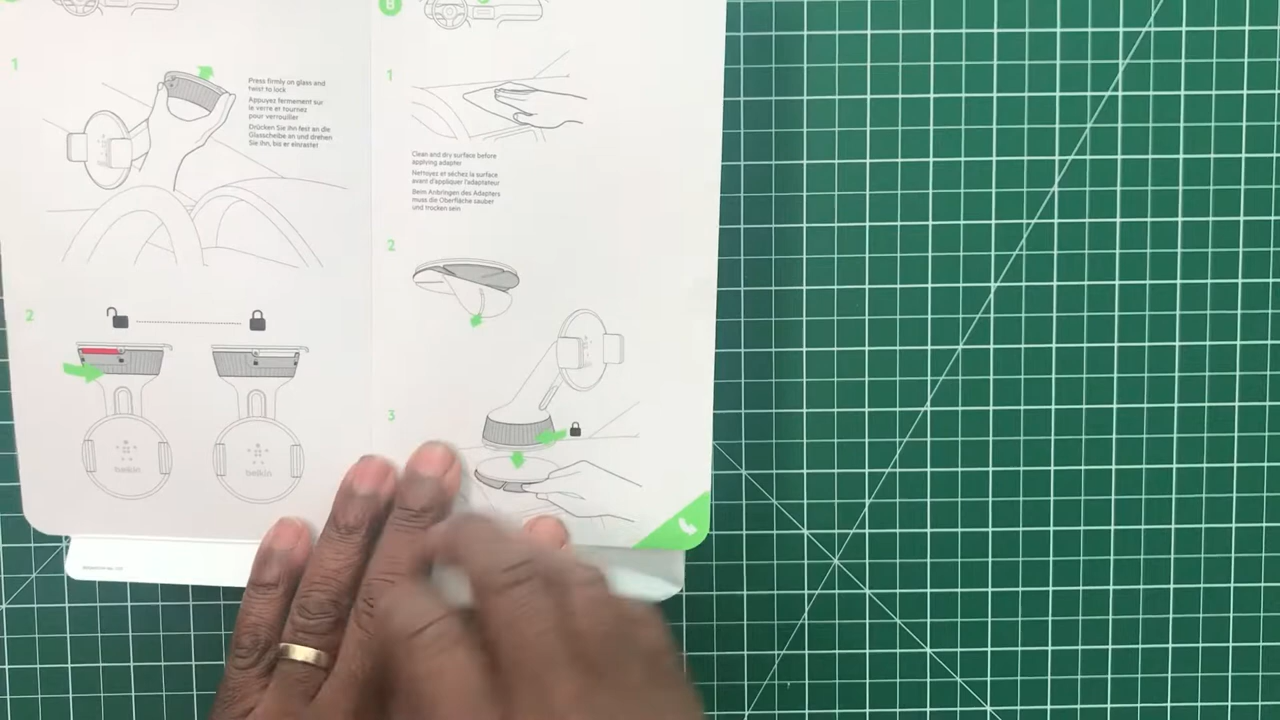 B
1
Press firmly on glass and
twist to lock
Appuyez fermement sur
le verre et tournez
pour verrouiller
Drücken Sie ihn fest an die
Glasscheibe an und drehen
Sie ihn, bis er einrastet
2
belkin
belkin
1
Clean and dry surface before
applying adapter
Nettoyez et séchez la surface
avant d'appliquer l'adaptateur
Beim Anbringen des Adapters
muss die Oberfläche sauber
und trocken sein
2
3